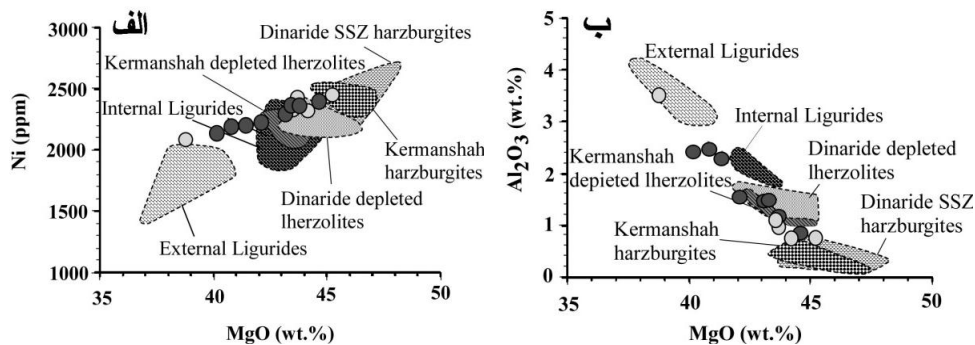 الف
3000
2500
2000
1500
1000
Ni (ppm)
35
40
45
50
MgO (wt.%)
Dinaride SSZ
harzburgites
Kermanshah depleted lherzolites
Internal Ligurides
Kermanshah
harzburgites
Dinaride depleted
lherzolites
External Ligurides
ب
5
4
3
2
1
0
Al2O3 (wt.%)
35
40
45
50
MgO (wt.%)
External Ligurides
Internal Ligurides
Kermanshah
depleted lherzolites
Dinaride depleted
lherzolites
Dinaride SSZ
harzburgites
Kermanshah
harzburgites